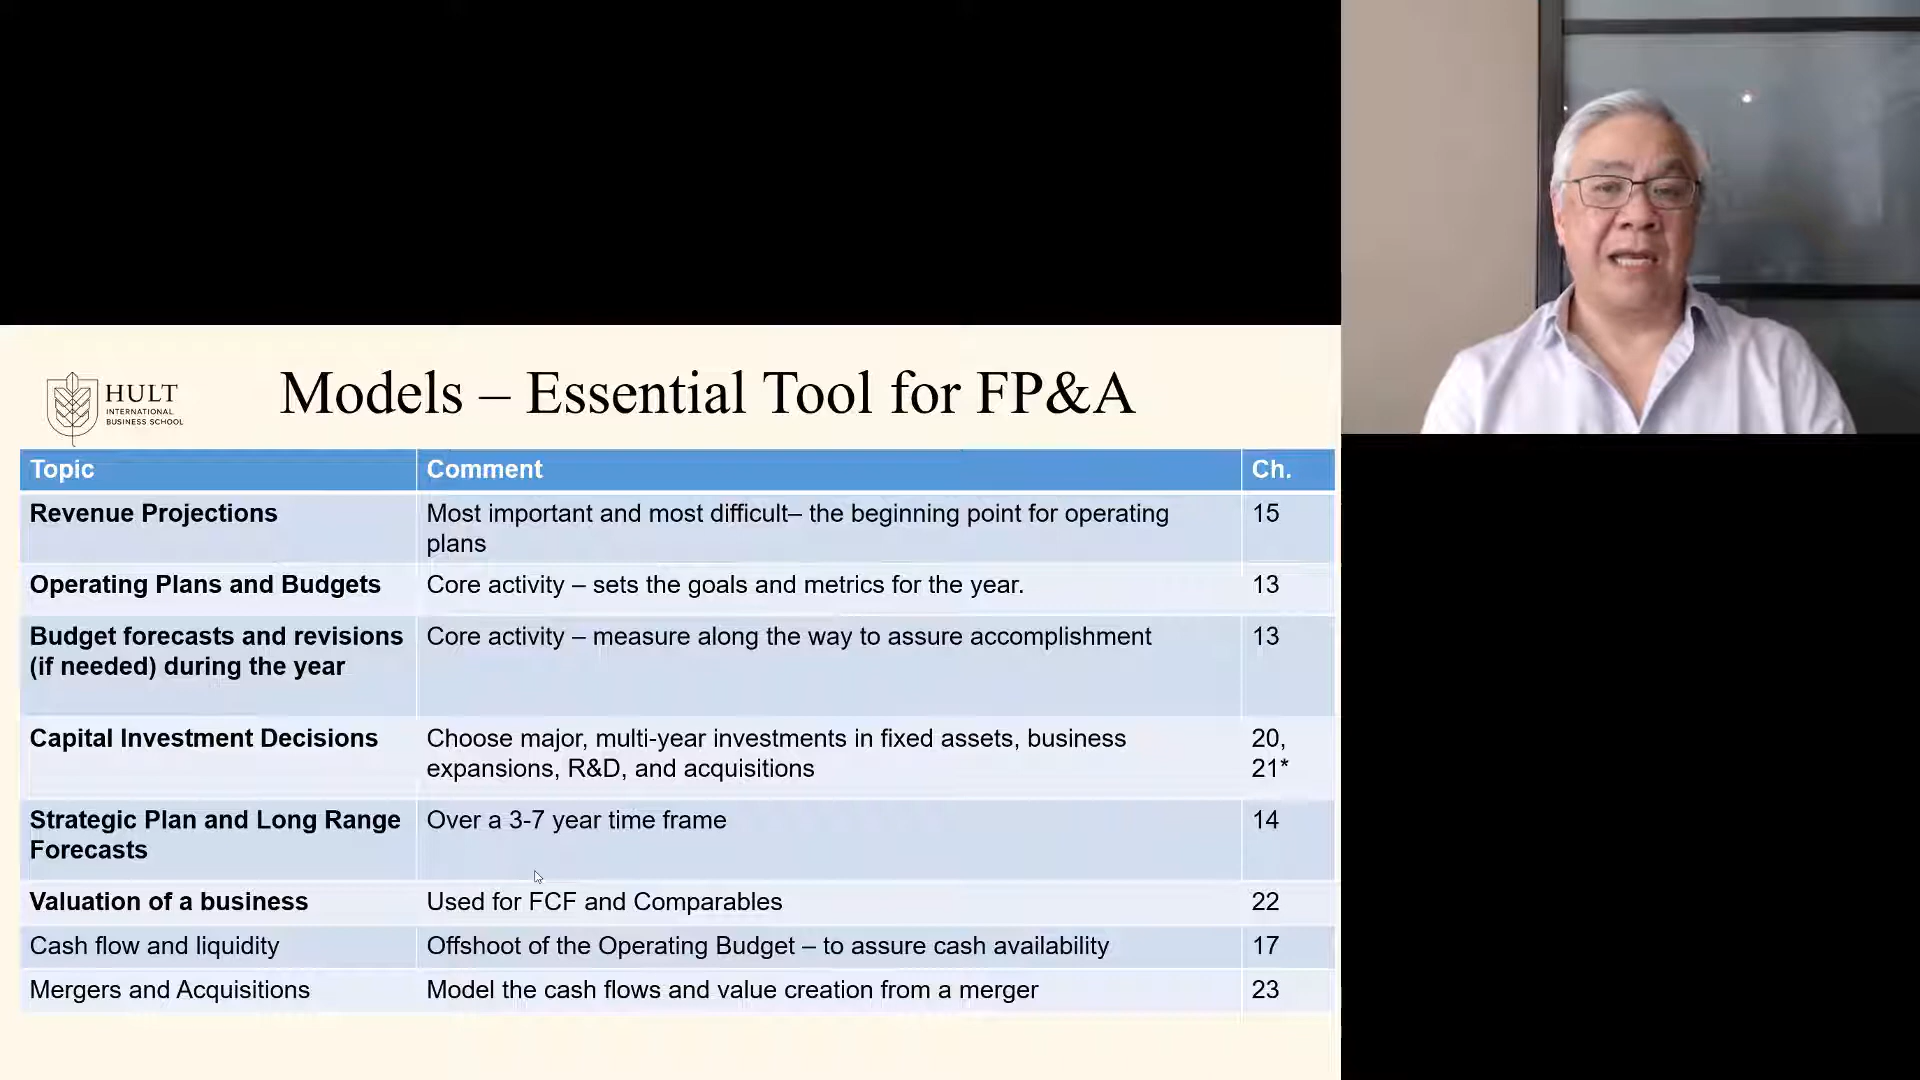 HULT
INTERNATIONAL
BUSINESS SCHOOL
Models – Essential Tool for FP&A
Topic Comment Ch.
Revenue Projections Most important and most difficult– the beginning point for operating 15
plans
Operating Plans and Budgets Core activity – sets the goals and metrics for the year. 13
Budget forecasts and revisions Core activity – measure along the way to assure accomplishment 13
(if needed) during the year
Capital Investment Decisions Choose major, multi-year investments in fixed assets, business 20,
expansions, R&D, and acquisitions 21*
Strategic Plan and Long Range Over a 3-7 year time frame 14
Forecasts
Valuation of a business Used for FCF and Comparables 22
Cash flow and liquidity Offshoot of the Operating Budget – to assure cash availability 17
Mergers and Acquisitions Model the cash flows and value creation from a merger 23